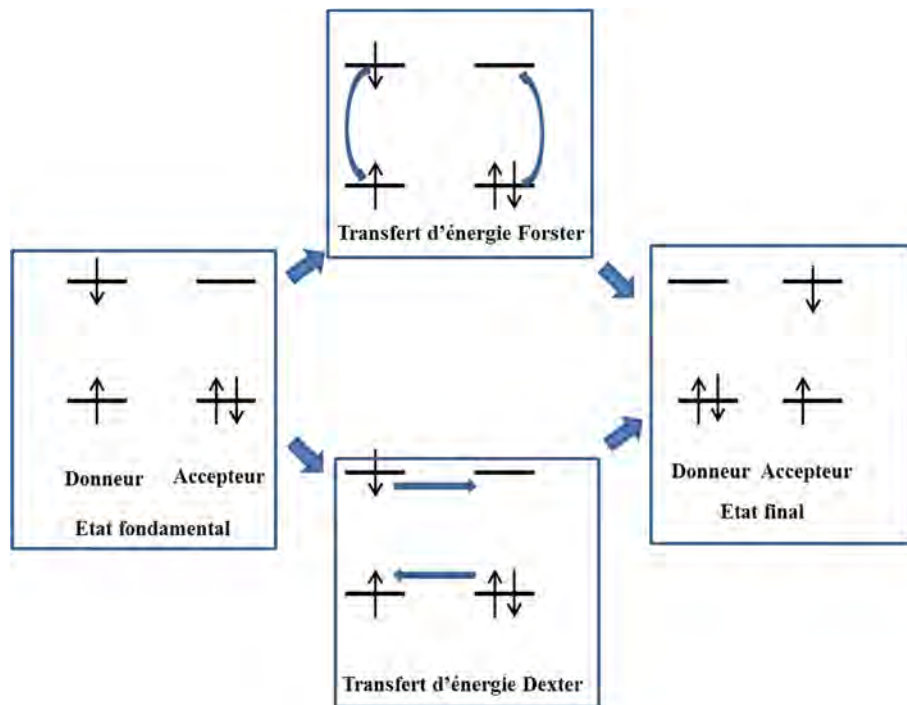 Transfert d'énergie Forster
Donneur Accepteur
Etat fondamental
Donneur Accepteur
Etat final
Transfert d'énergie Dexter